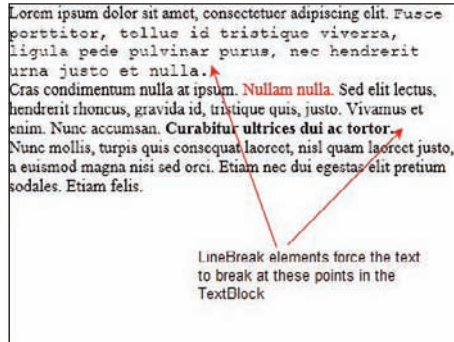 Lorem ipsum dolor sit amet, consectetuer adipiscing elit. Fusce
porttitor, tellus id tristique viverra,
ligula pede pulvinar purus, nec hendrerit
urna justo et nulla.
Cras condimentum nulla at ipsum. Nullam nulla. Sed elit lectus,
hendrerit rhoncus, gravida id, tristique quis, justo. Vivamus et
enim. Nunc accumsan. Curabitur ultrices dui ac tortor.
Nunc mollis, turpis quis consequat laoreet, nisl quam laoreet justo,
a euismod magna nisi sed orci. Etiam nec dui egestas elit pretium
sodales. Etiam felis.
LineBreak elements force the text
to break at these points in the
TextBlock